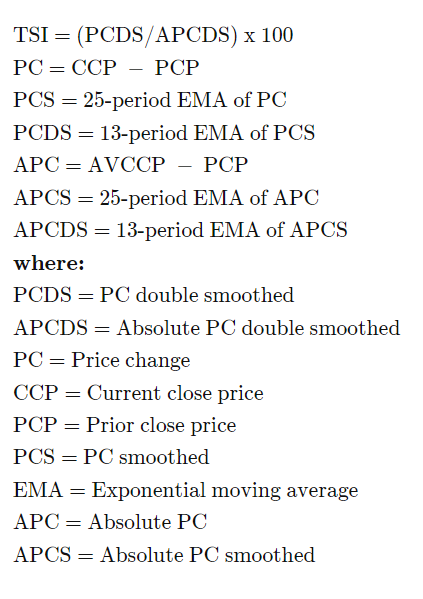 TSI = (PCDS/APCDS) x 100
PC = CCP − PCP
PCS = 25-period EMA of PC
PCDS = 13-period EMA of PCS
APC = AVCCP − PCP
APCS = 25-period EMA of APC
APCDS = 13-period EMA of APCS
where:
PCDS = PC double smoothed
APCDS = Absolute PC double smoothed
PC = Price change
CCP = Current close price
PCP = Prior close price
PCS = PC smoothed
EMA = Exponential moving average
APC = Absolute PC
APCS = Absolute PC smoothed